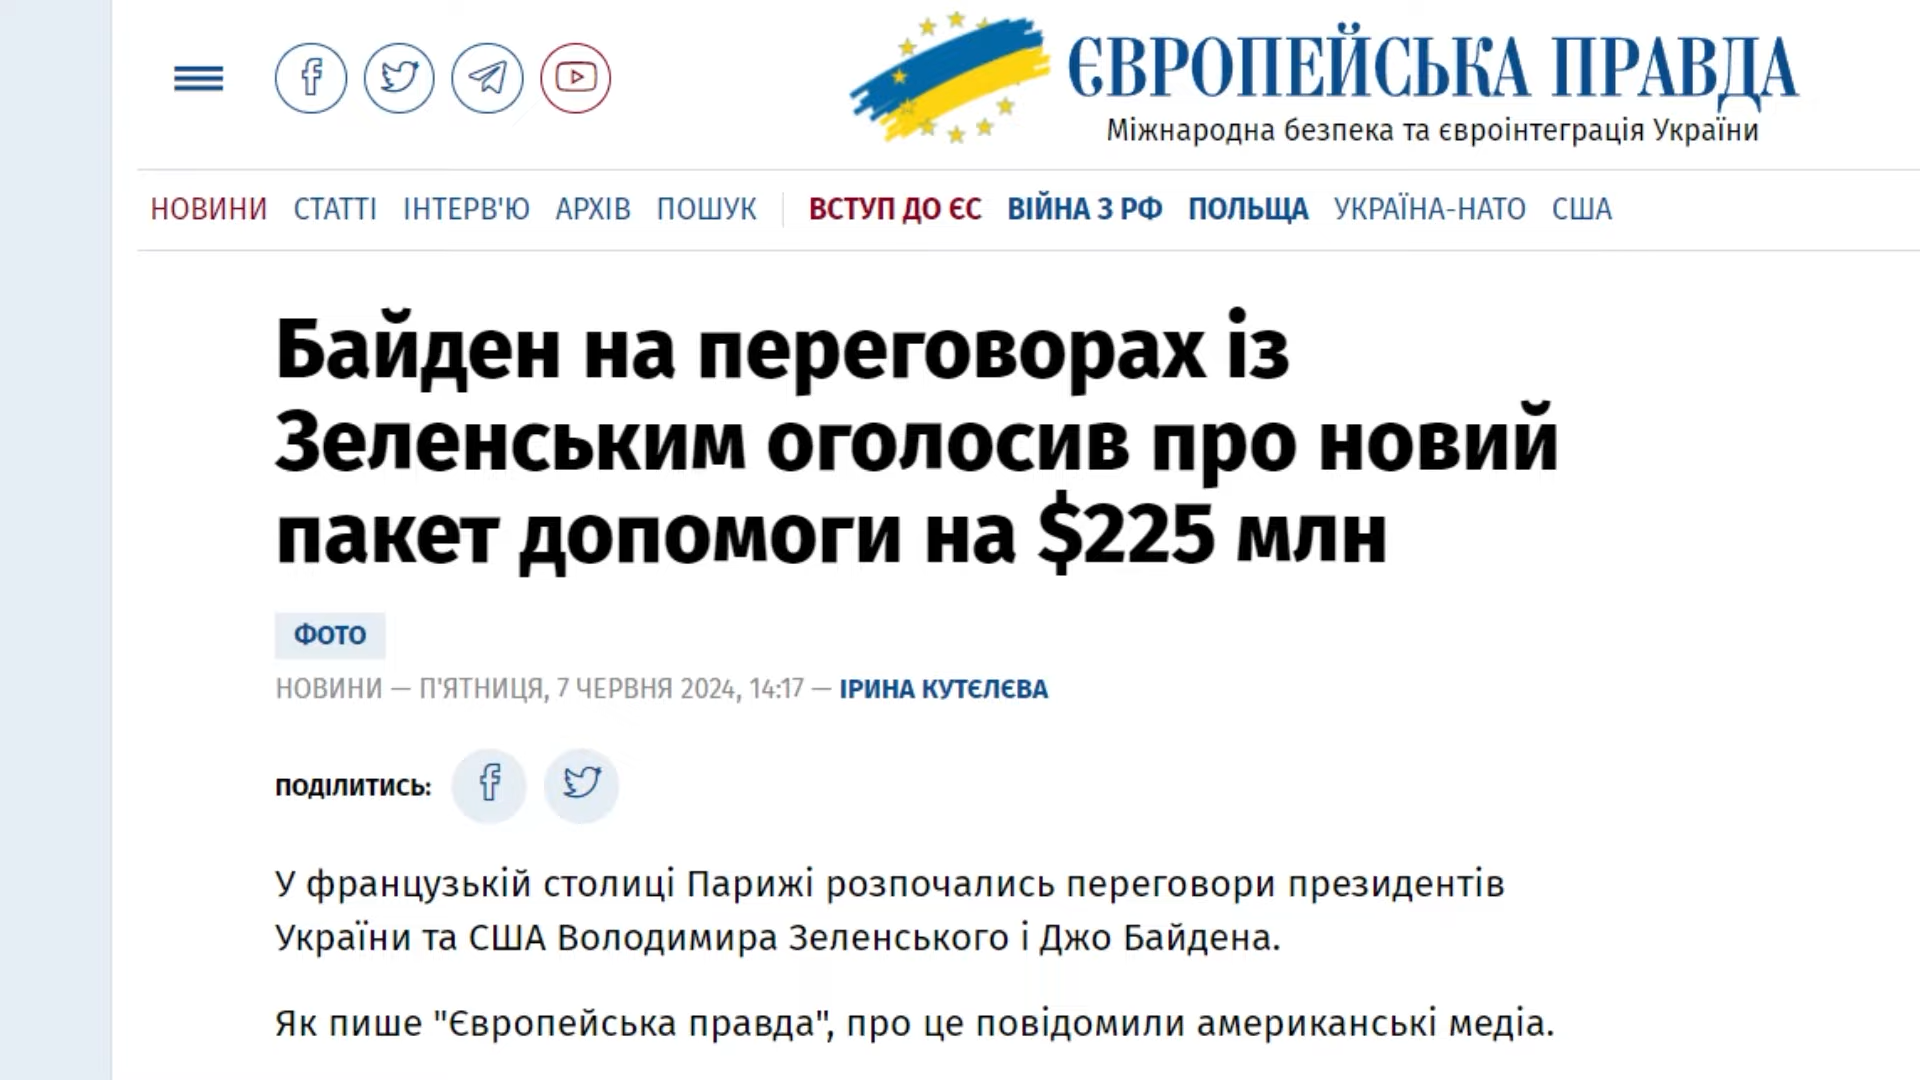 ЄВРОПЕЙСЬКА ПРАВДА
Міжнародна безпека та євроінтеграція України
НОВИНИ СТАТТІ ІНТЕРВ'Ю АРХІВ ПОШУК ВСТУП ДО ЄС ВІЙНА З РФ ПОЛЬЩА УКРАЇНА-НАТО США
Байден на переговорах із
Зеленським оголосив про новий
пакет допомоги на $225 млн
ФОТО
НОВИНИ — П'ЯТНИЦЯ, 7 ЧЕРВНЯ 2024, 14:17 — ІРИНА КУТЄЛЄВА
ПОДІЛИТИСЬ:
У французькій столиці Парижі розпочались переговори президентів
України та США Володимира Зеленського і Джо Байдена.
Як пише "Європейська правда", про це повідомили американські медіа.